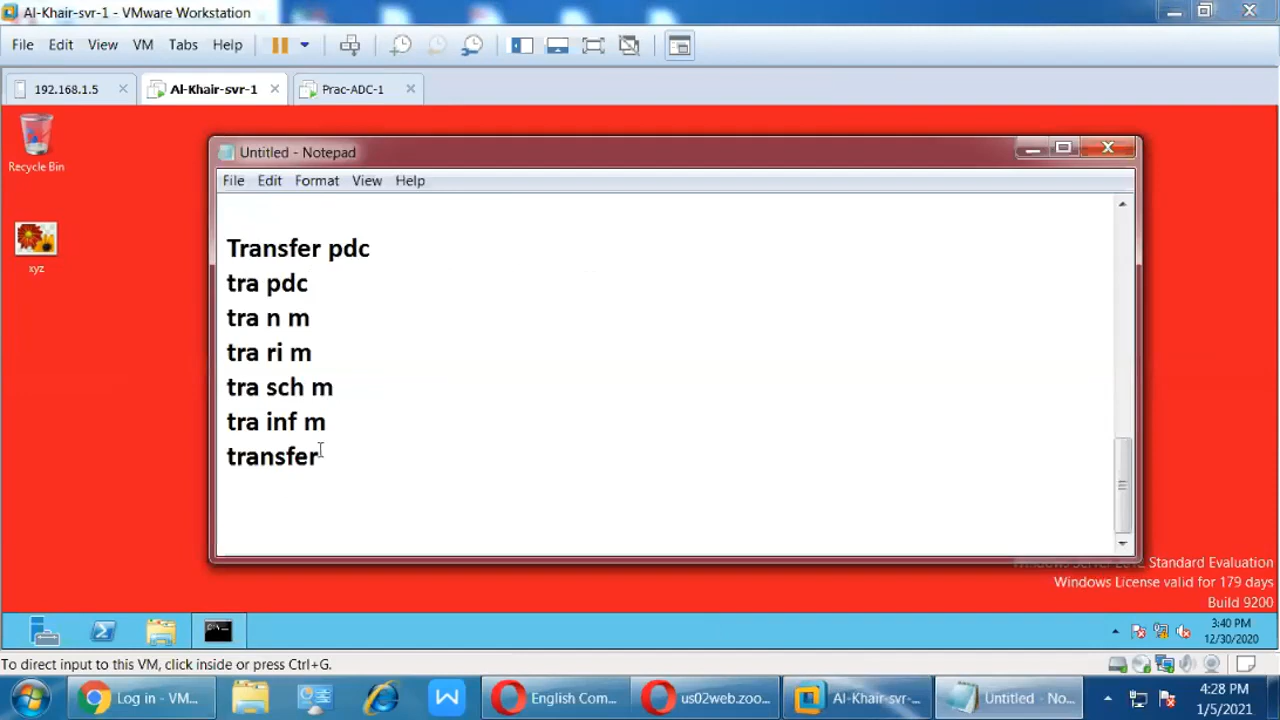 Al-Khair-svr-1 - VMware Workstation
File Edit View VM Tabs Help
192.168.1.5 Al-Khair-svr-1 Prac-ADC-1
Recycle Bin
xyz
Untitled - Notepad
File Edit Format View Help
Transfer pdc
tra pdc
tra n m
tra ri m
tra sch m
tra inf m
transfer
Standard Evaluation
Windows License valid for 179 days
Build 9200
3:40 PM
12/30/2020
To direct input to this VM, click inside or press Ctrl+G.
Log in - VM... English Com... us02web.zoo... Al-Khair-svr-... Untitled - No...
4:28 PM
1/5/2021